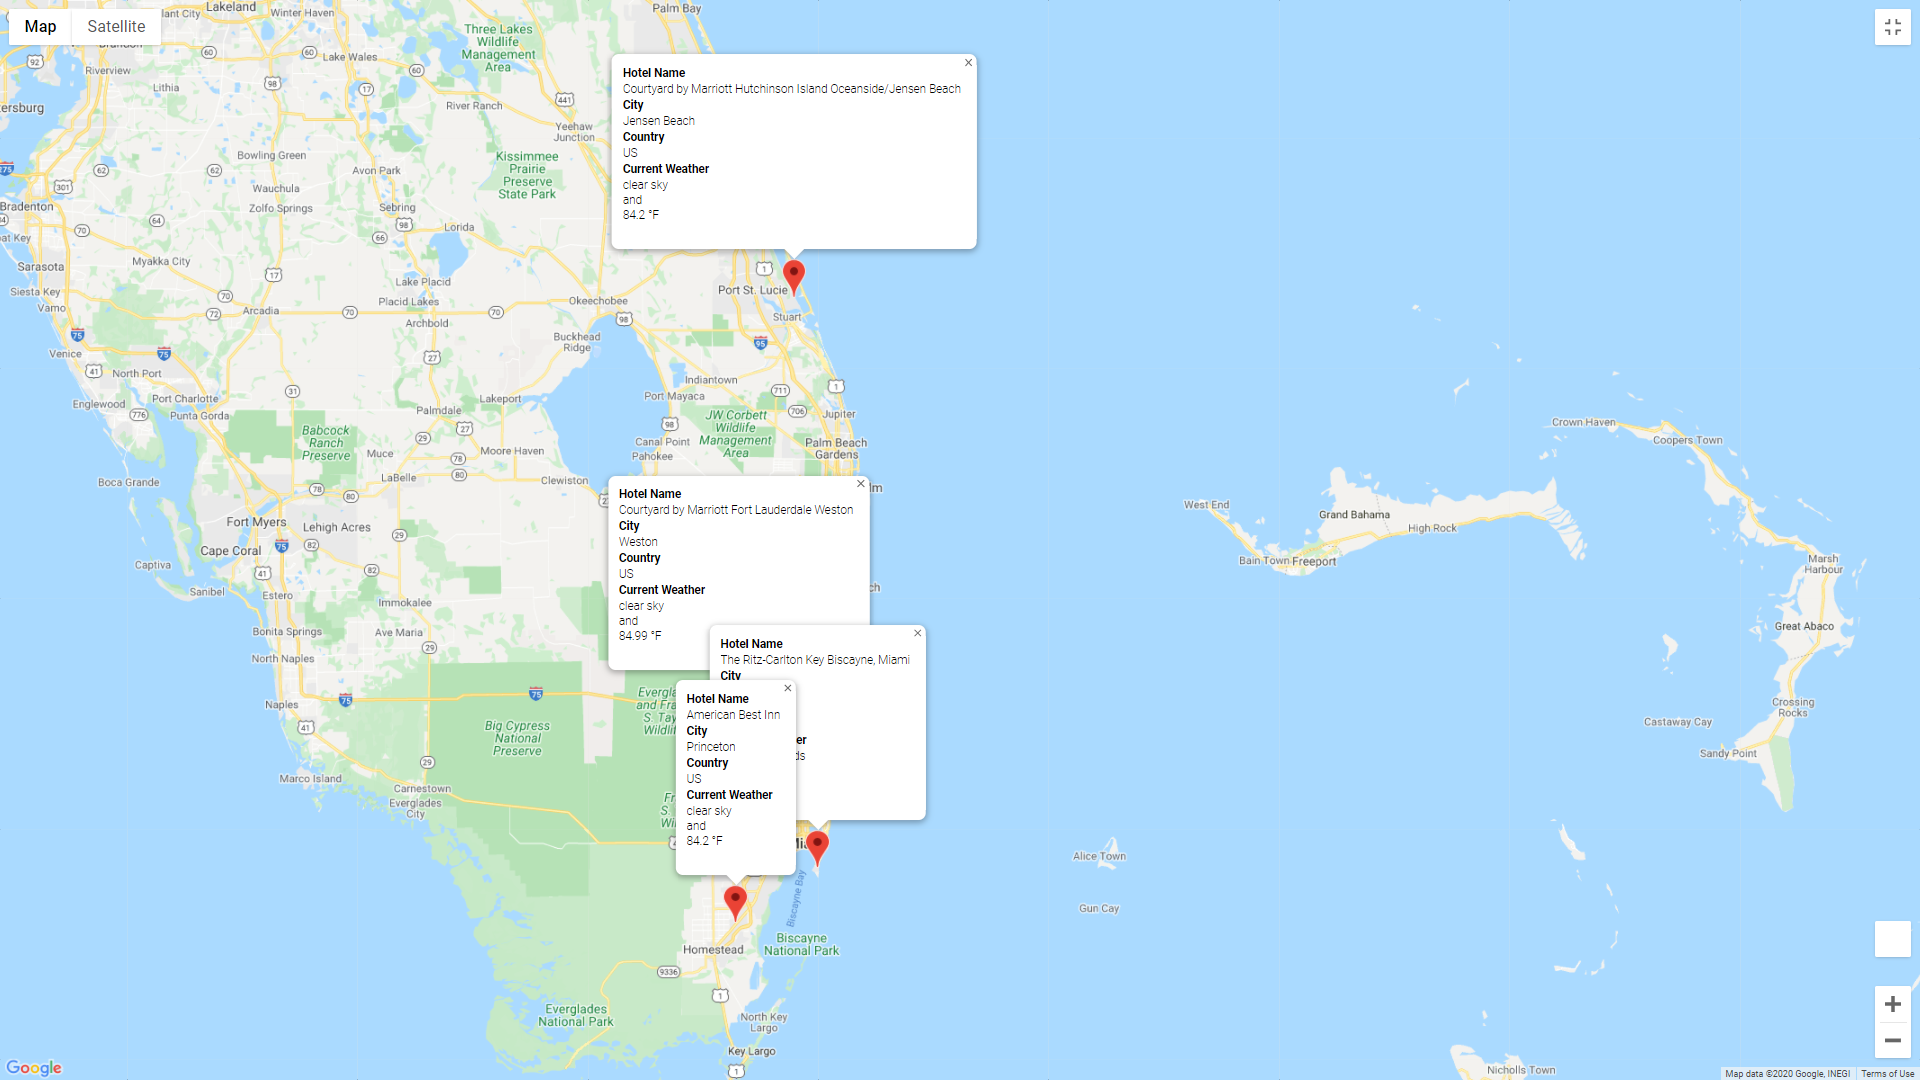 Map
Satellite
Lakeland
Winter Haven
Palm Bay
Three Lakes
Wildlife
Management
Area
Lake Wales
Riverview
Lithia
River Ranch
Yeehaw
Junction
Bowling Green
Avon Park
Kissimmee
Prairie
Preserve
State Park
Wauchula
Bradenton
Zolfo Springs
Sebring
Lorida
Myakka City
Sarasota
Siesta Key
Vamo
Arcadia
Lake Placid
Placid Lakes
Archbold
Okeechobee
Buckhead
Ridge
Venice
North Port
Port Charlotte
Punta Gorda
Englewood
Palmdale
Lakeport
Babcock
Ranch
Preserve
Muce
Moore Haven
LaBelle
Clewiston
Boca Grande
Fort Myers
Lehigh Acres
Cape Coral
Captiva
Sanibel
Estero
Immokalee
Bonita Springs
Ave Maria
North Naples
Naples
Big Cypress
National
Preserve
Marco Island
Carnestown
Everglades
City
Hotel Name
Courtyard by Marriott Hutchinson Island Oceanside/Jensen Beach
City
Jensen Beach
Country
US
Current Weather
clear sky
and
84.2 °F
Port St. Lucie
Stuart
Indiantown
Port Mayaca
JW Corbett
Wildlife
Management
Area
Jupiter
Canal Point
Pahokee
Palm Beach
Gardens
Hotel Name
Courtyard by Marriott Fort Lauderdale Weston
City
Weston
Country
US
Current Weather
clear sky
and
84.99 °F
Hotel Name
The Ritz-Carlton Key Biscayne, Miami
City
Hotel Name
American Best Inn
City
Princeton
Country
US
Current Weather
clear sky
and
84.2 °F
Biscayne Bay
Homestead
Biscayne
National Park
Everglades
National Park
North Key
Largo
Key Largo
Crown Haven
Coopers Town
West End
Grand Bahama
High Rock
Bain Town
Freeport
Marsh
Harbour
Great Abaco
Crossing
Rocks
Castaway Cay
Sandy Point
Alice Town
Gun Cay
Nicholls Town
Google
Map data ©2020 Google, INEGI
Terms of Use